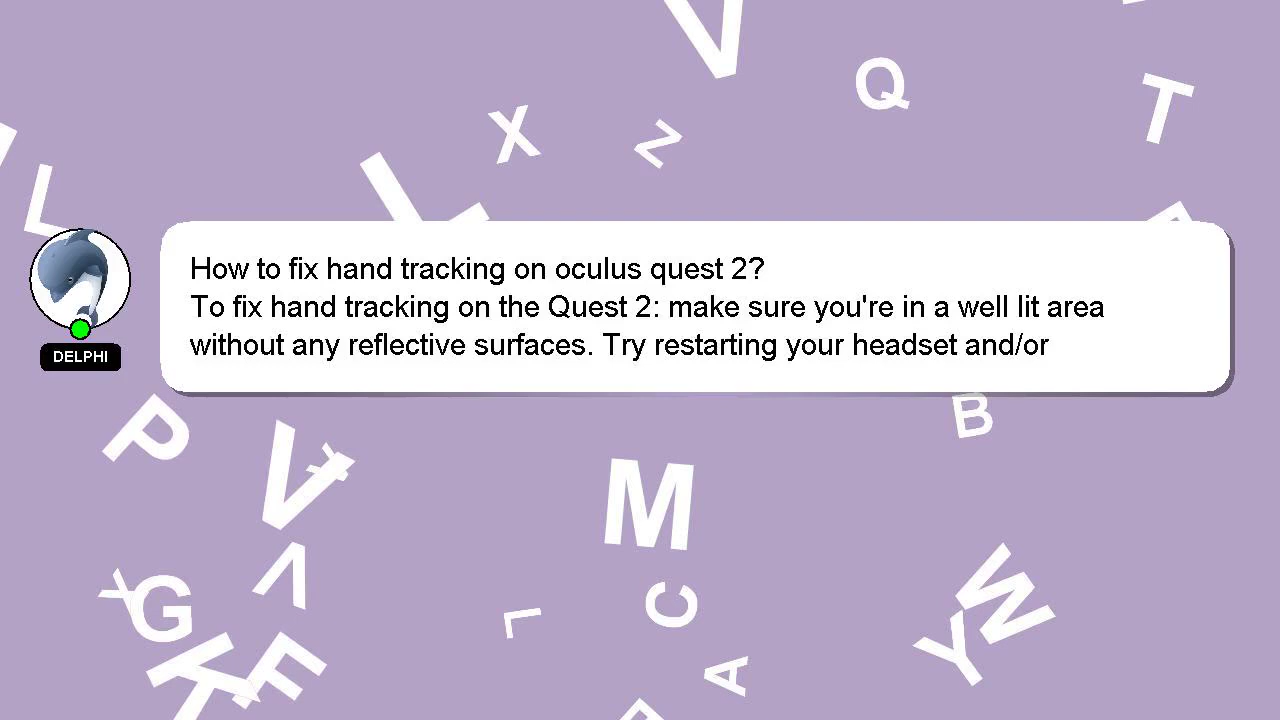 V
Q
T
X
Z
L
L
How to fix hand tracking on oculus quest 2?
To fix hand tracking on the Quest 2: make sure you're in a well lit area
without any reflective surfaces. Try restarting your headset and/or
DELPHI
B
P
V
M
V
X
G
C
L
W
Y
K
F
A